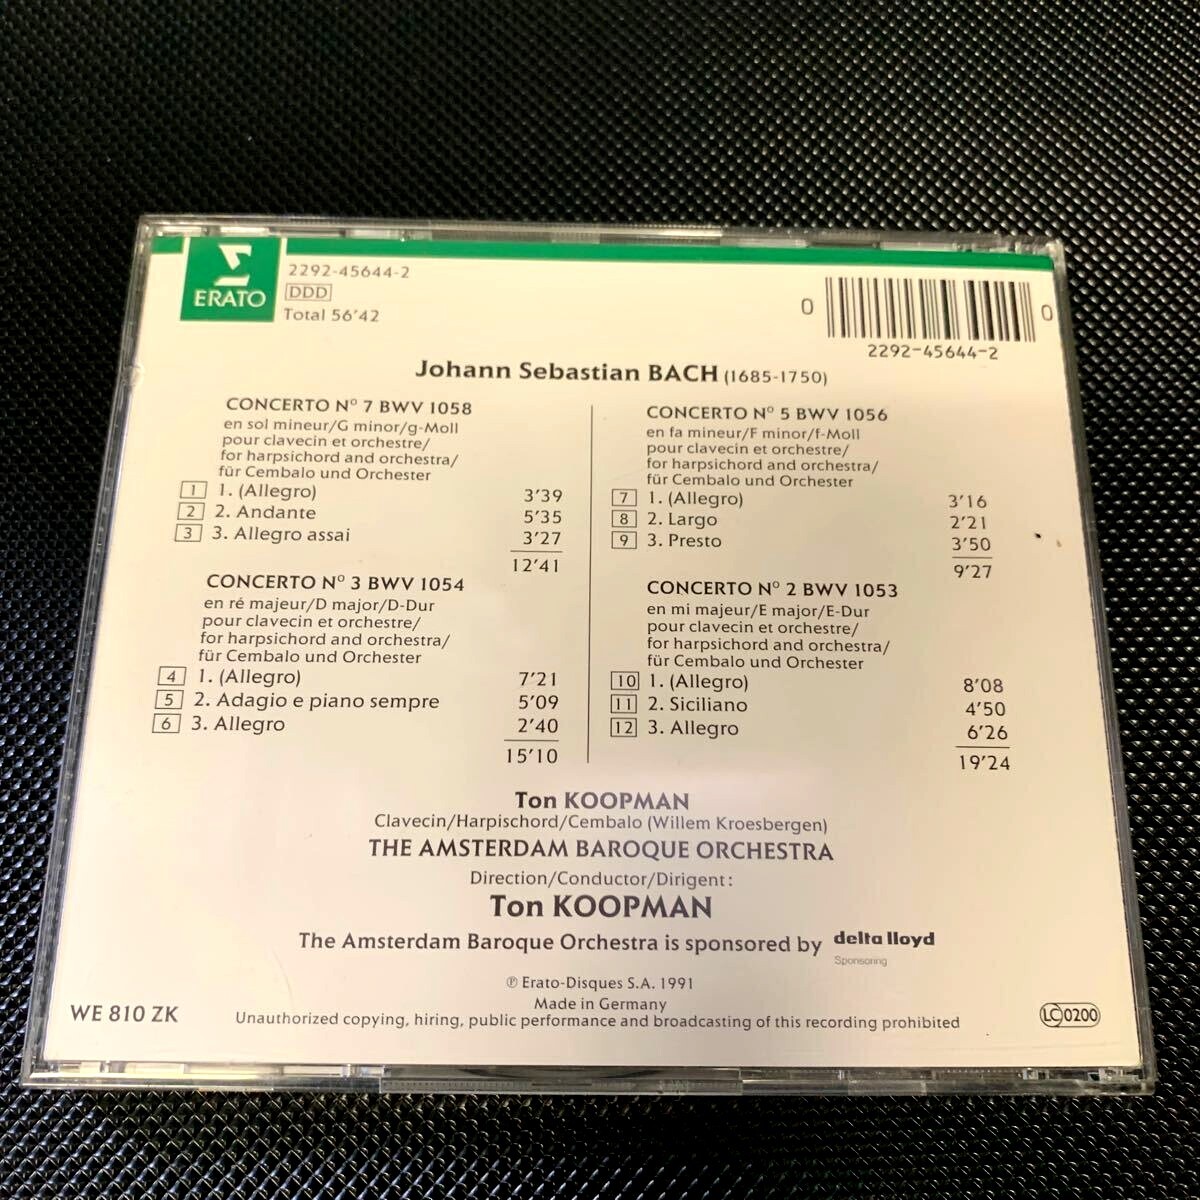 ERATO
2292-45644-2
DDD
Total 56'42
0 0
2292-45644-2
Johann Sebastian BACH (1685-1750)
CONCERTO Nº 7 BWV 1058
en sol mineur/G minor/g-Moll
pour clavecin et orchestre/
for harpsichord and orchestra/
für Cembalo und Orchester
1 1. (Allegro) 3'39
2 2. Andante 5'35
3 3. Allegro assai 3'27
12'41
CONCERTO Nº 3 BWV 1054
en ré majeur/D major/D-Dur
pour clavecin et orchestre/
for harpsichord and orchestra/
für Cembalo und Orchester
4 1. (Allegro) 7'21
5 2. Adagio e piano sempre 5'09
6 3. Allegro 2'40
15'10
CONCERTO Nº 5 BWV 1056
en fa mineur/F minor/f-Moll
pour clavecin et orchestre/
for harpsichord and orchestra/
für Cembalo und Orchester
7 1. (Allegro) 3'16
8 2. Largo 2'21
9 3. Presto 3'50
9'27
CONCERTO Nº 2 BWV 1053
en mi majeur/E major/E-Dur
pour clavecin et orchestre/
for harpsichord and orchestra/
für Cembalo und Orchester
10 1. (Allegro) 8'08
11 2. Siciliano 4'50
12 3. Allegro 6'26
19'24
Ton KOOPMAN
Clavecin/Harpischord/Cembalo (Willem Kroesbergen)
THE AMSTERDAM BAROQUE ORCHESTRA
Direction/Conductor/Dirigent:
Ton KOOPMAN
The Amsterdam Baroque Orchestra is sponsored by delta lloyd
Sponsoring
℗ Erato-Disques S.A. 1991
Made in Germany
WE 810 ZK
Unauthorized copying, hiring, public performance and broadcasting of this recording prohibited
LC 0200